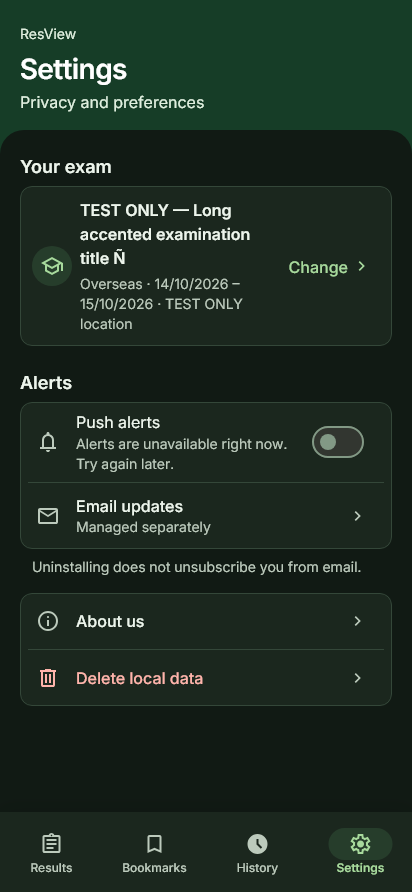 ResView
Settings
Privacy and preferences
Your exam
TEST ONLY — Long
accented examination
title Ñ
Overseas · 14/10/2026 –
15/10/2026 · TEST ONLY
location
Change
Alerts
Push alerts
Alerts are unavailable right now.
Try again later.
Email updates
Managed separately
Uninstalling does not unsubscribe you from email.
About us
Delete local data
Results
Bookmarks
History
Settings